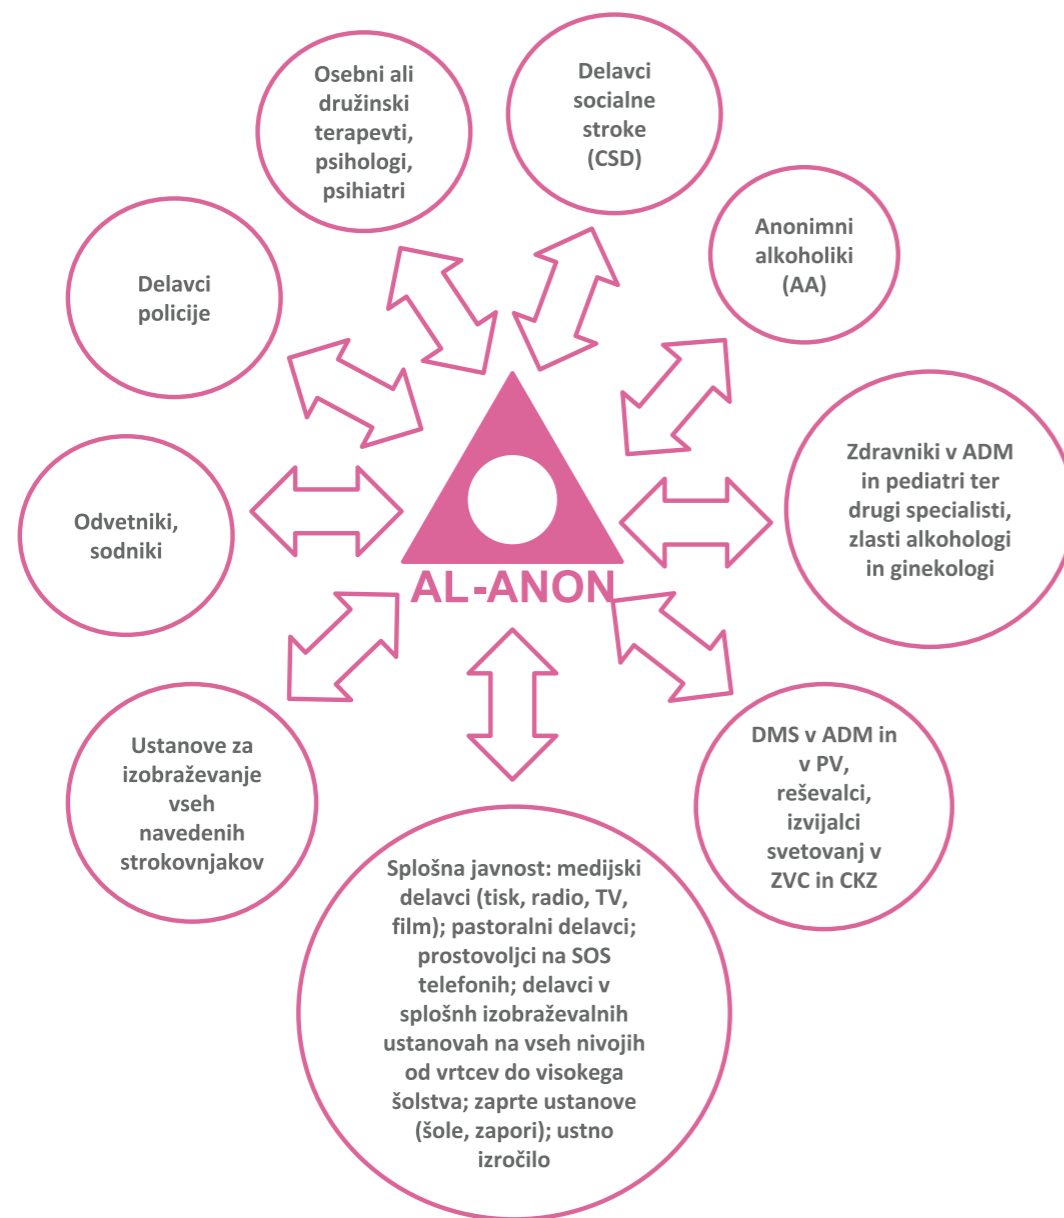 Osebni ali
družinski
terapevti,
psihologi,
psihiatri
Delavci
socialne
stroke
(CSD)
Anonimni
alkoholiki
(AA)
Delavci
policije
Zdravniki v ADM
in pediatri ter
drugi specialisti,
zlasti alkohologi
in ginekologi
Odvetniki,
sodniki
AL-ANON
Ustanove za
izobraževanje
vseh
navedenih
strokovnjakov
DMS v ADM in
v PV,
reševalci,
izvijalci
svetovanj v
ZVC in CKZ
Splošna javnost: medijski
delavci (tisk, radio, TV,
film); pastoralni delavci;
prostovoljci na SOS
telefonih; delavci v
splošnh izobraževalnih
ustanovah na vseh nivojih
od vrtcev do visokega
šolstva; zaprte ustanove
(šole, zapori); ustno
izročilo